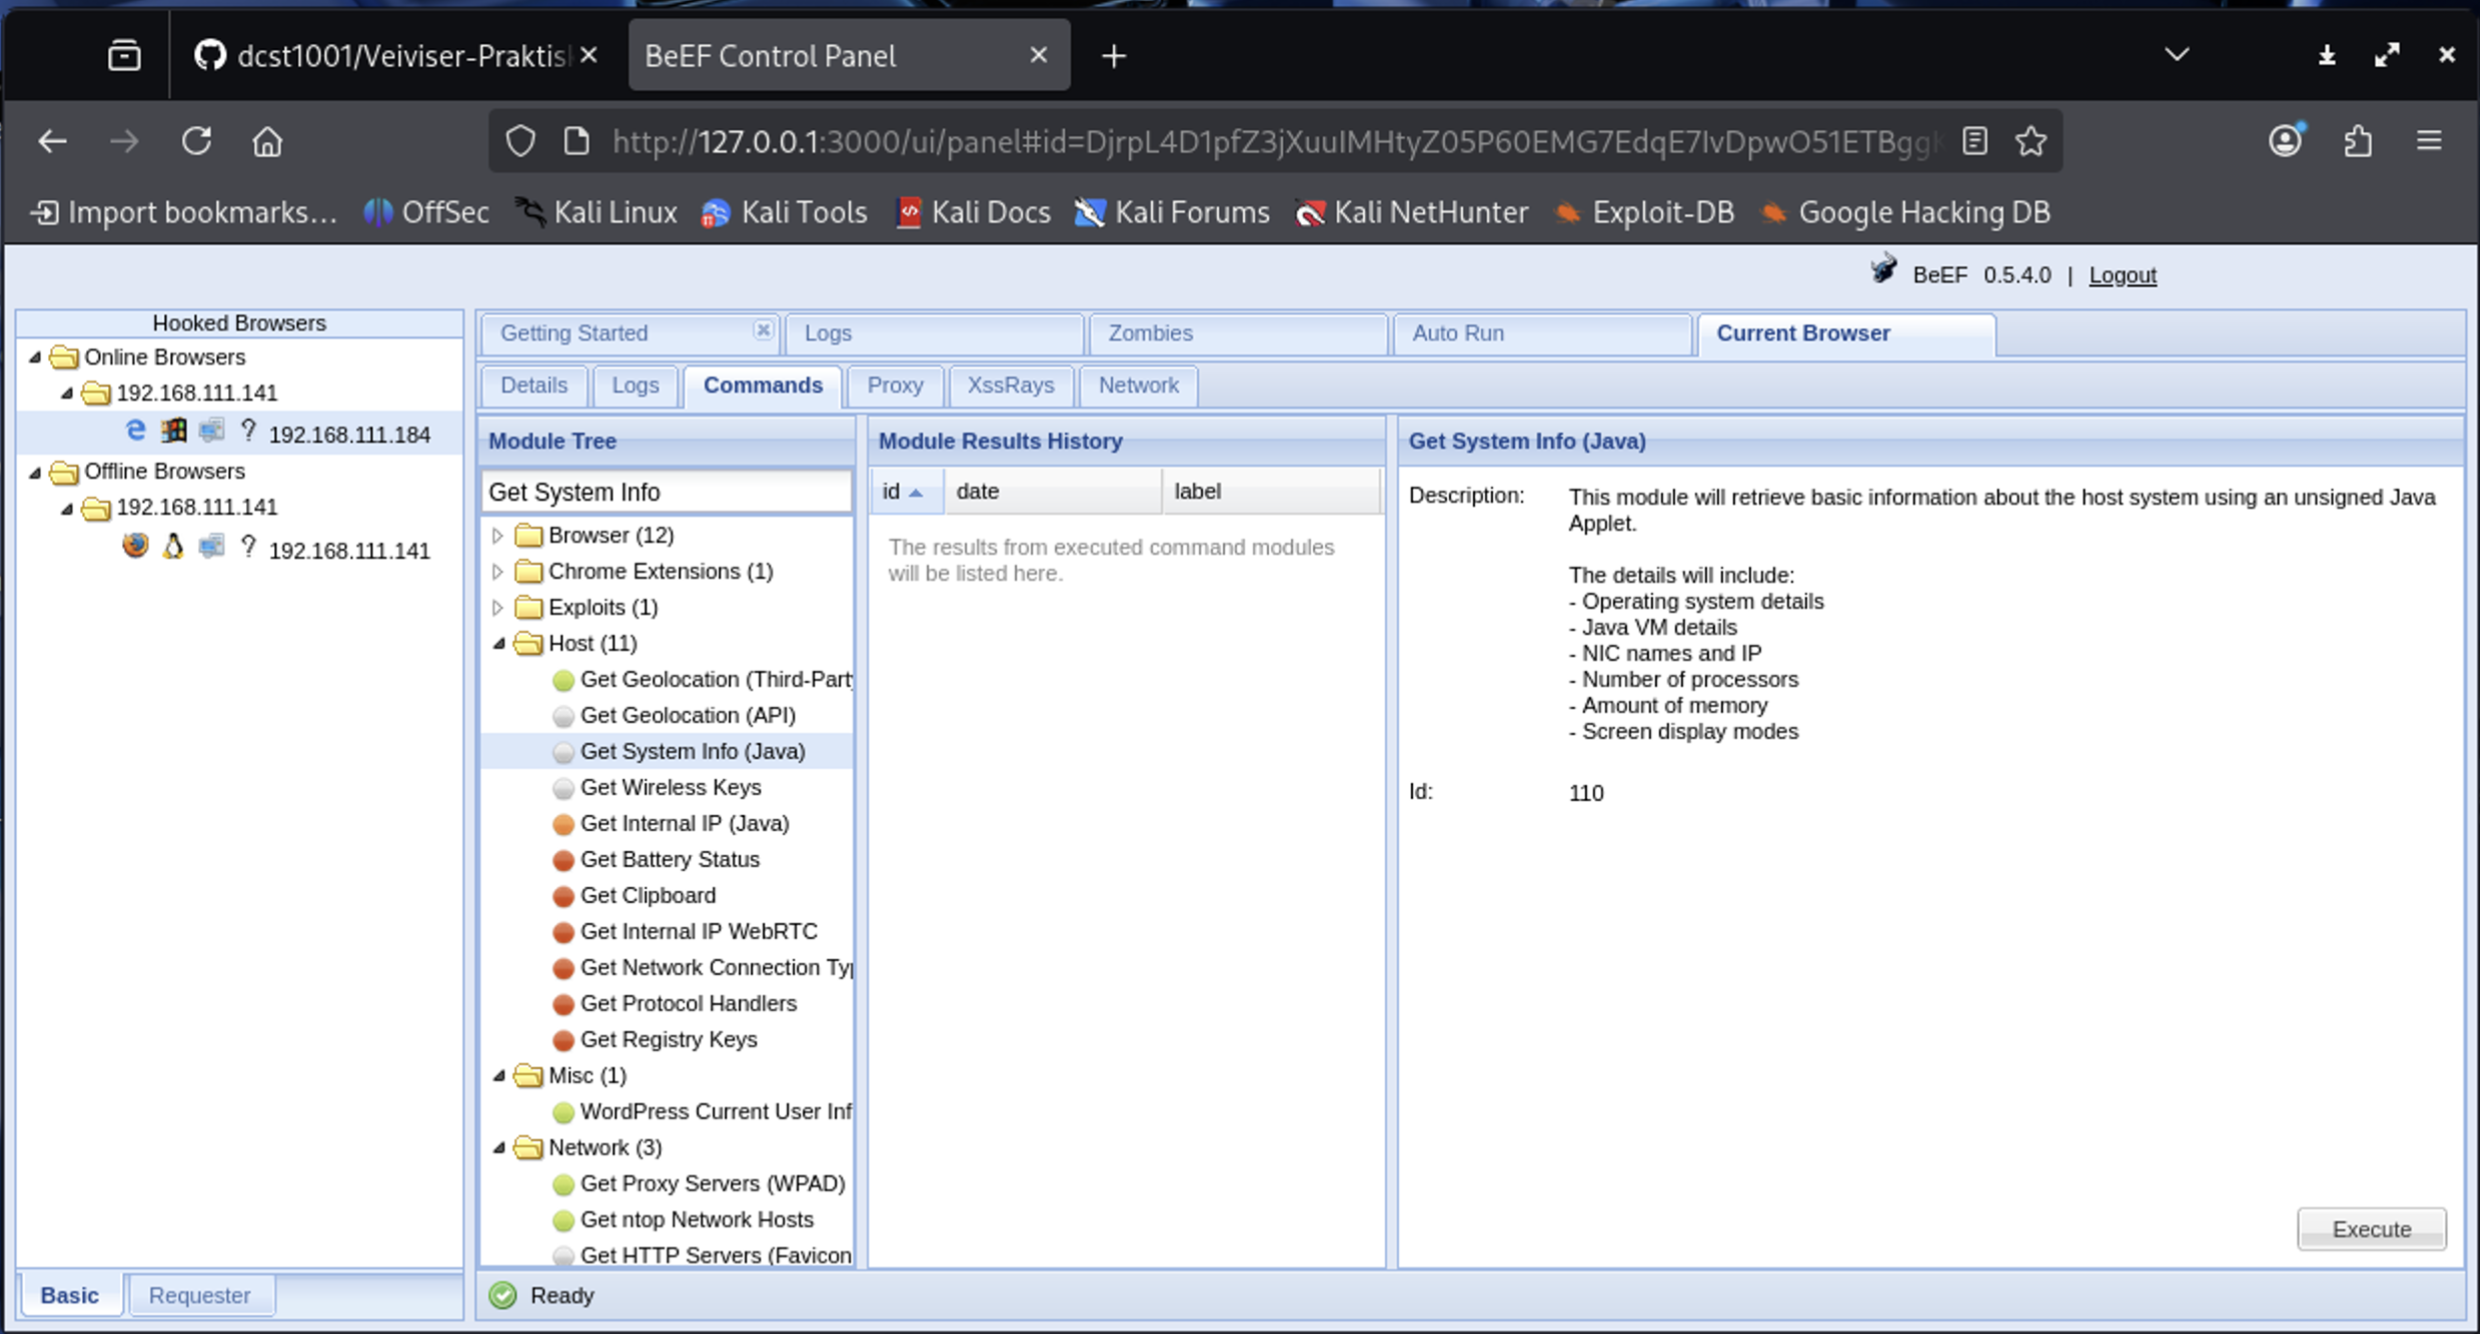 dcst1001/Veiviser-Praktis
BeEF Control Panel
http://127.0.0.1:3000/ui/panel#id=DjrpL4D1pfZ3jXuuIMHtyZ05P60EMG7EdqE7IvDpwO51ETBgg
Import bookmarks...
OffSec
Kali Linux
Kali Tools
Kali Docs
Kali Forums
Kali NetHunter
Exploit-DB
Google Hacking DB
BeEF 0.5.4.0 | Logout
Hooked Browsers
Online Browsers
192.168.111.141
? 192.168.111.184
Offline Browsers
192.168.111.141
? 192.168.111.141
Basic
Requester
Getting Started
Logs
Zombies
Auto Run
Current Browser
Details
Logs
Commands
Proxy
XssRays
Network
Module Tree
Get System Info
Browser (12)
Chrome Extensions (1)
Exploits (1)
Host (11)
Get Geolocation (Third-Part
Get Geolocation (API)
Get System Info (Java)
Get Wireless Keys
Get Internal IP (Java)
Get Battery Status
Get Clipboard
Get Internal IP WebRTC
Get Network Connection Ty
Get Protocol Handlers
Get Registry Keys
Misc (1)
WordPress Current User Inf
Network (3)
Get Proxy Servers (WPAD)
Get ntop Network Hosts
Get HTTP Servers (Favicon
Module Results History
id
date
label
The results from executed command modules
will be listed here.
Get System Info (Java)
Description:
This module will retrieve basic information about the host system using an unsigned Java
Applet.
The details will include:
- Operating system details
- Java VM details
- NIC names and IP
- Number of processors
- Amount of memory
- Screen display modes
Id:
110
Execute
Ready